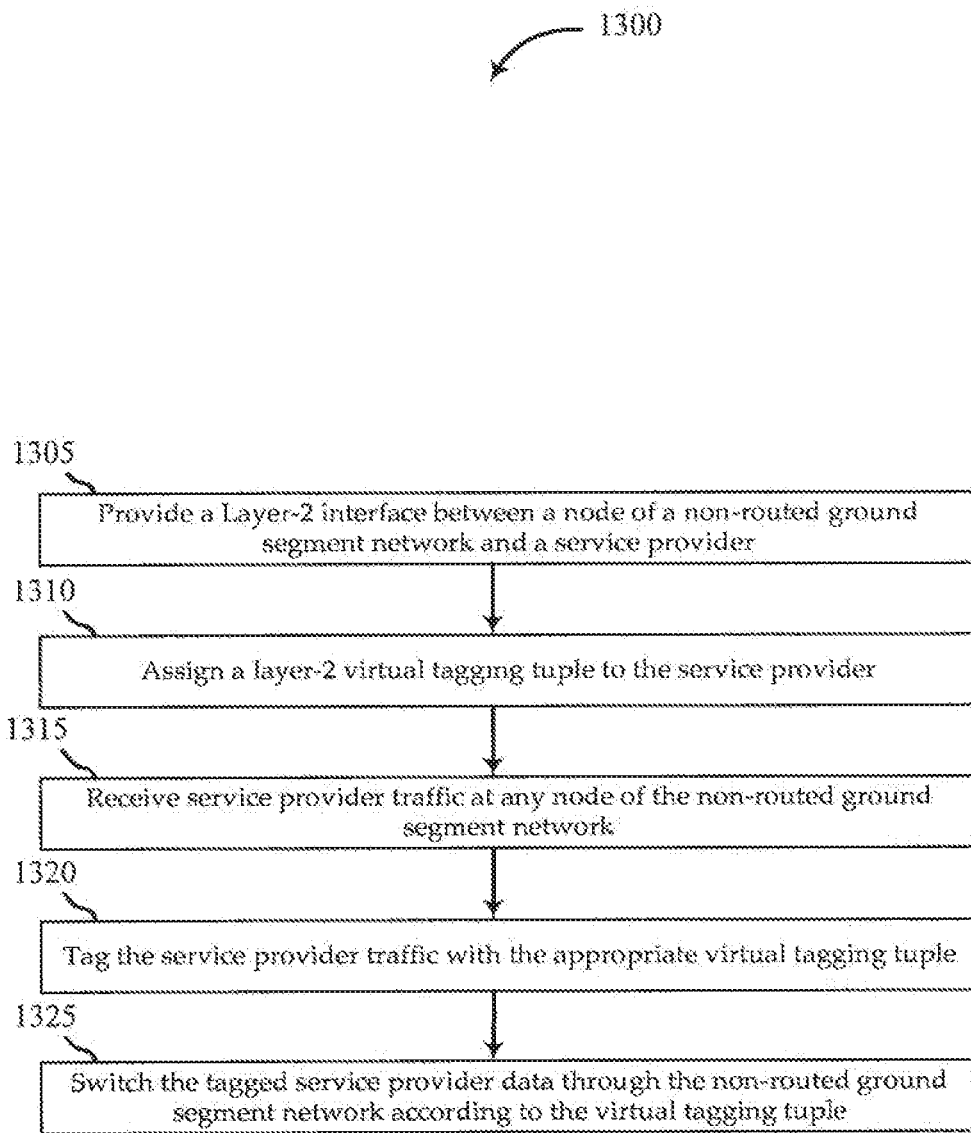 1300
1305
Provide a Layer-2 interface between a node of a non-routed ground
segment network and a service provider
1310
Assign a layer-2 virtual tagging tuple to the service provider
1315
Receive service provider traffic at any node of the non-routed ground
segment network
1320
Tag the service provider traffic with the appropriate virtual tagging tuple
1325
Switch the tagged service provider data through the non-routed ground
segment network according to the virtual tagging tuple